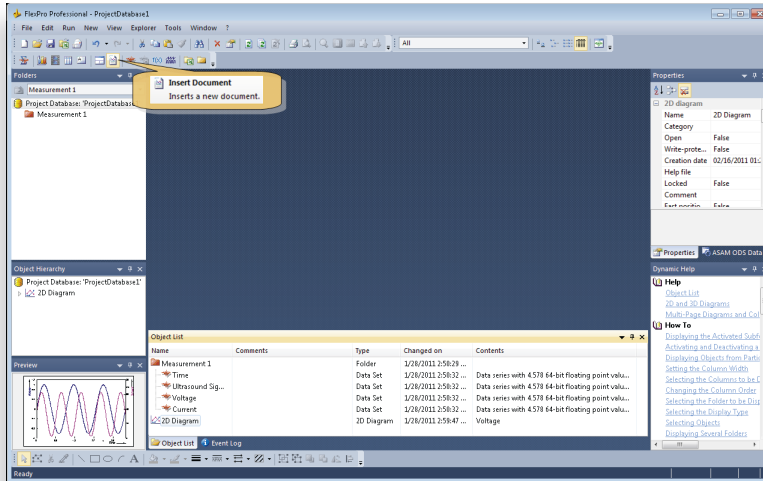 FlexPro Professional - ProjectDatabase1
File Edit Run New View Explorer Tools Window ?
All
Folders
Measurement 1
Project Database: 'ProjectDatabase
Measurement 1
Insert Document
Inserts a new document.
Properties
2D diagram
Name 2D Diagram
Category
Open False
Write-prote... False
Creation date 02/16/2011 01:
Help file
Locked False
Comment
False
Properties ASAM ODS Data
Object Hierarchy
Project Database: 'ProjectDatabase1'
2D Diagram
Preview
Object List
Name Comments Type Changed on Contents
Measurement 1 Folder 1/28/2011 2:58:29 ...
Time Data Set 1/28/2011 2:58:32 ... Data series with 4.578 64-bit floating point valu...
Ultrasound Sig... Data Set 1/28/2011 2:58:32 ... Data series with 4.578 64-bit floating point valu...
Voltage Data Set 1/28/2011 2:58:32 ... Data series with 4.578 64-bit floating point valu...
Current Data Set 1/28/2011 2:58:32 ... Data series with 4.578 64-bit floating point valu...
2D Diagram 2D Diagram 1/28/2011 2:59:47 ... Voltage
Object List Event Log
Dynamic Help
Help
Object List
2D and 3D Diagrams
Multi-Page Diagrams and Col
How To
Displaying the Activated Subf
Activating and Deactivating a
Displaying Objects from Parti
Setting the Column Width
Selecting the Columns to be D
Changing the Column Order
Selecting the Folder to be Disp
Selecting the Display Type
Selecting Objects
Displaying Several Folders
Ready